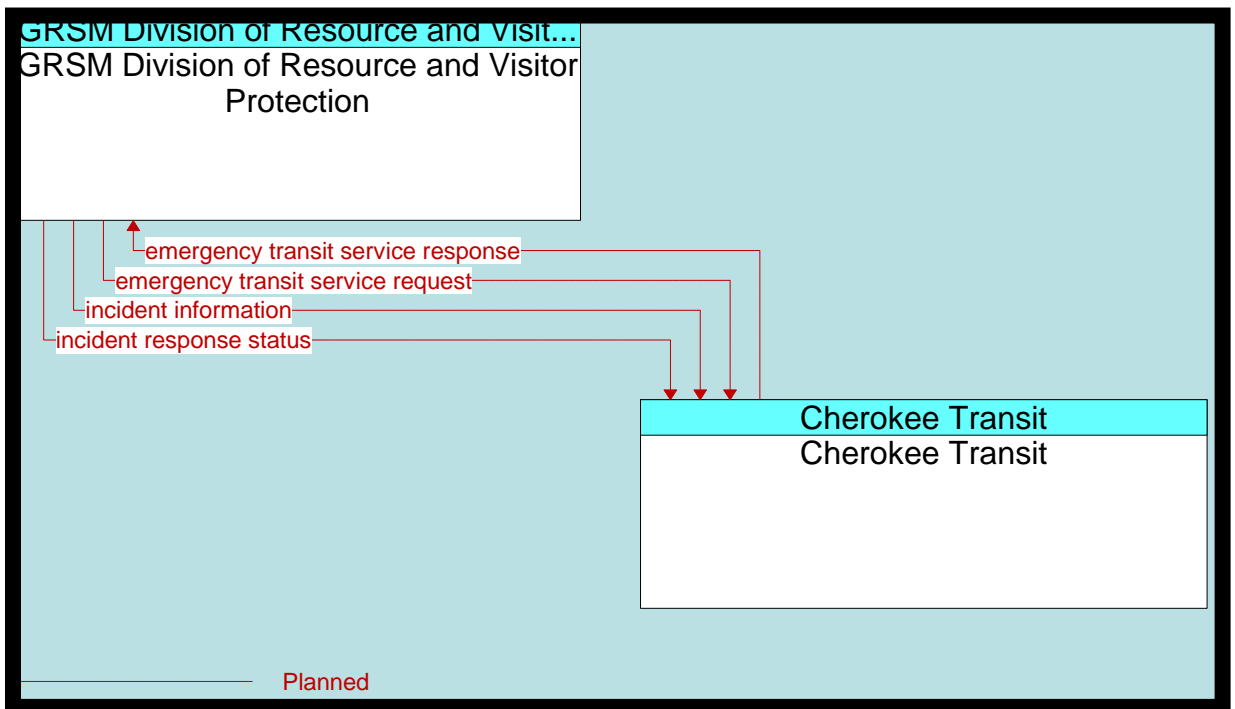 GRSM Division of Resource and Visit...
GRSM Division of Resource and Visitor
Protection
emergency transit service response
emergency transit service request
incident information
incident response status
Cherokee Transit
Cherokee Transit
Planned